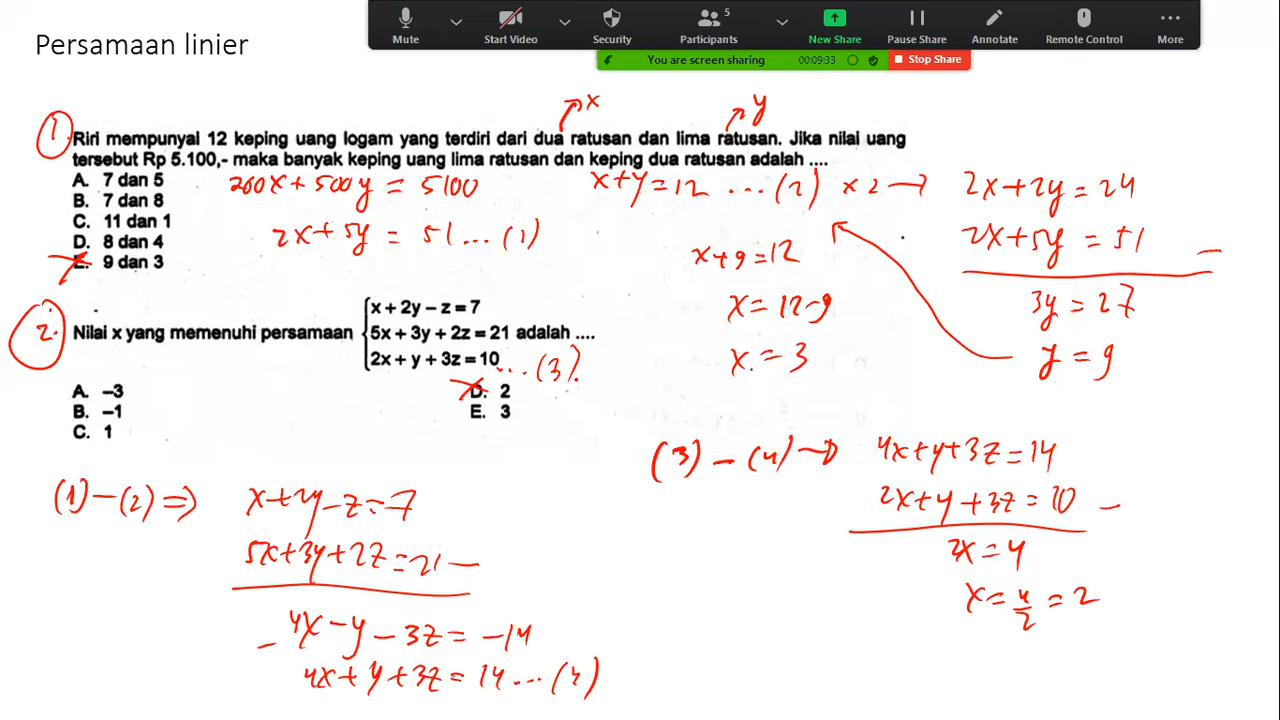 Persamaan linier
Mute
Start Video
Security
Participants
5
New Share
Pause Share
Annotate
Remote Control
More
You are screen sharing
00:09:33
Stop Share
x
y
1.
Riri mempunyai 12 keping uang logam yang terdiri dari dua ratusan dan lima ratusan. Jika nilai uang
tersebut Rp 5.100,- maka banyak keping uang lima ratusan dan keping dua ratusan adalah ....
A. 7 dan 5
B. 7 dan 8
C. 11 dan 1
D. 8 dan 4
E. 9 dan 3
200x + 500y = 5100
2x + 5y = 51 ... (1)
x+y = 12 ... (2) x 2 →
x+9 = 12
x = 12-9
x = 3
2x + 2y = 24
2x + 5y = 51 -
3y = 27
y = 9
2.
Nilai x yang memenuhi persamaan
x + 2y – z = 7
5x + 3y + 2z = 21 adalah ....
2x + y + 3z = 10 ... (3)
A. –3
B. –1
C. 1
D. 2
E. 3
(1) - (2) ⇒
x + 2y - z = 7
5x + 3y + 2z = 21 -
-4x - y - 3z = -14
4x + y + 3z = 14 ... (4)
(3) - (4) →
4x + y + 3z = 14
2x + y + 3z = 10 -
2x = 4
x = 4/2 = 2